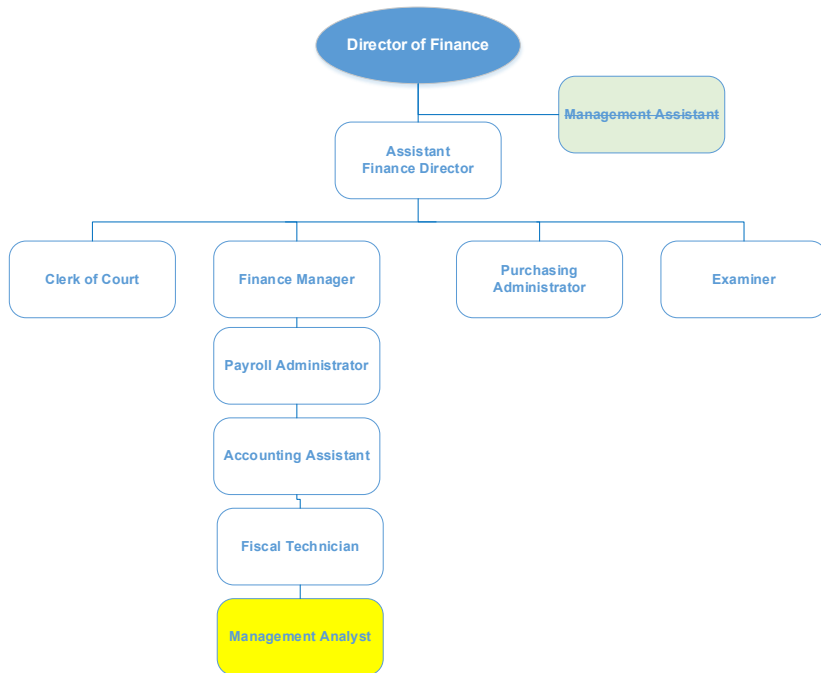 Director of Finance
Management Assistant
Assistant
Finance Director
Clerk of Court
Finance Manager
Purchasing
Administrator
Examiner
Payroll Administrator
Accounting Assistant
Fiscal Technician
Management Analyst